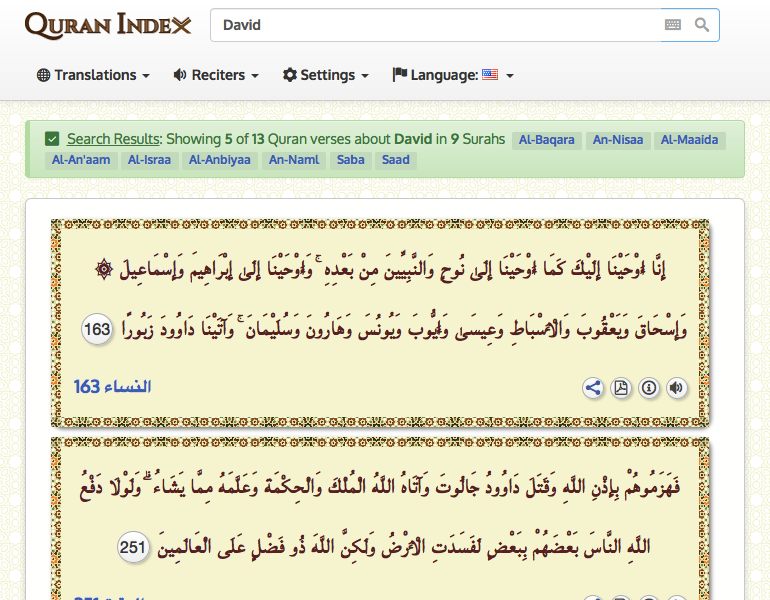 QURAN INDEX
David
Translations
Reciters
Settings
Language:
Search Results: Showing 5 of 13 Quran verses about David in 9 Surahs Al-Baqara An-Nisaa Al-Maaida
Al-An'aam Al-Israa Al-Anbiyaa An-Naml Saba Saad
إِنَّا أَوْحَيْنَا إِلَيْكَ كَمَا أَوْحَيْنَا إِلَىٰ نُوحٍ وَالنَّبِيِّينَ مِنْ بَعْدِهِ ۚ وَأَوْحَيْنَا إِلَىٰ إِبْرَاهِيمَ وَإِسْمَاعِيلَ ۞
وَإِسْحَاقَ وَيَعْقُوبَ وَالْأَسْبَاطِ وَعِيسَىٰ وَأَيُّوبَ وَيُونُسَ وَهَارُونَ وَسُلَيْمَانَ ۚ وَآتَيْنَا دَاوُودَ زَبُورًا 163
النساء 163
فَهَزَمُوهُمْ بِإِذْنِ اللَّهِ وَقَتَلَ دَاوُودُ جَالُوتَ وَآتَاهُ اللَّهُ الْمُلْكَ وَالْحِكْمَةَ وَعَلَّمَهُ مِمَّا يَشَاءُ ۗ وَلَوْلَا دَفْعُ
اللَّهِ النَّاسَ بَعْضَهُمْ بِبَعْضٍ لَفَسَدَتِ الْأَرْضُ وَلَٰكِنَّ اللَّهَ ذُو فَضْلٍ عَلَى الْعَالَمِينَ 251